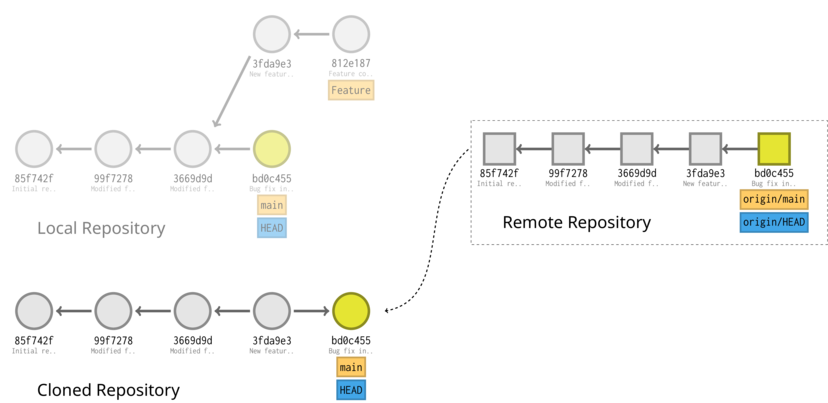 3fda9e3
New featur..
812e187
Feature co..
Feature
85f742f
Initial re..
99f7278
Modified f..
3669d9d
Modified f..
bd0c455
Bug fix in..
main
HEAD
Local Repository
85f742f
Initial re..
99f7278
Modified f..
3669d9d
Modified f..
3fda9e3
New featur..
bd0c455
Bug fix in..
origin/main
origin/HEAD
Remote Repository
85f742f
Initial re..
99f7278
Modified f..
3669d9d
Modified f..
3fda9e3
New featur..
bd0c455
Bug fix in..
main
HEAD
Cloned Repository